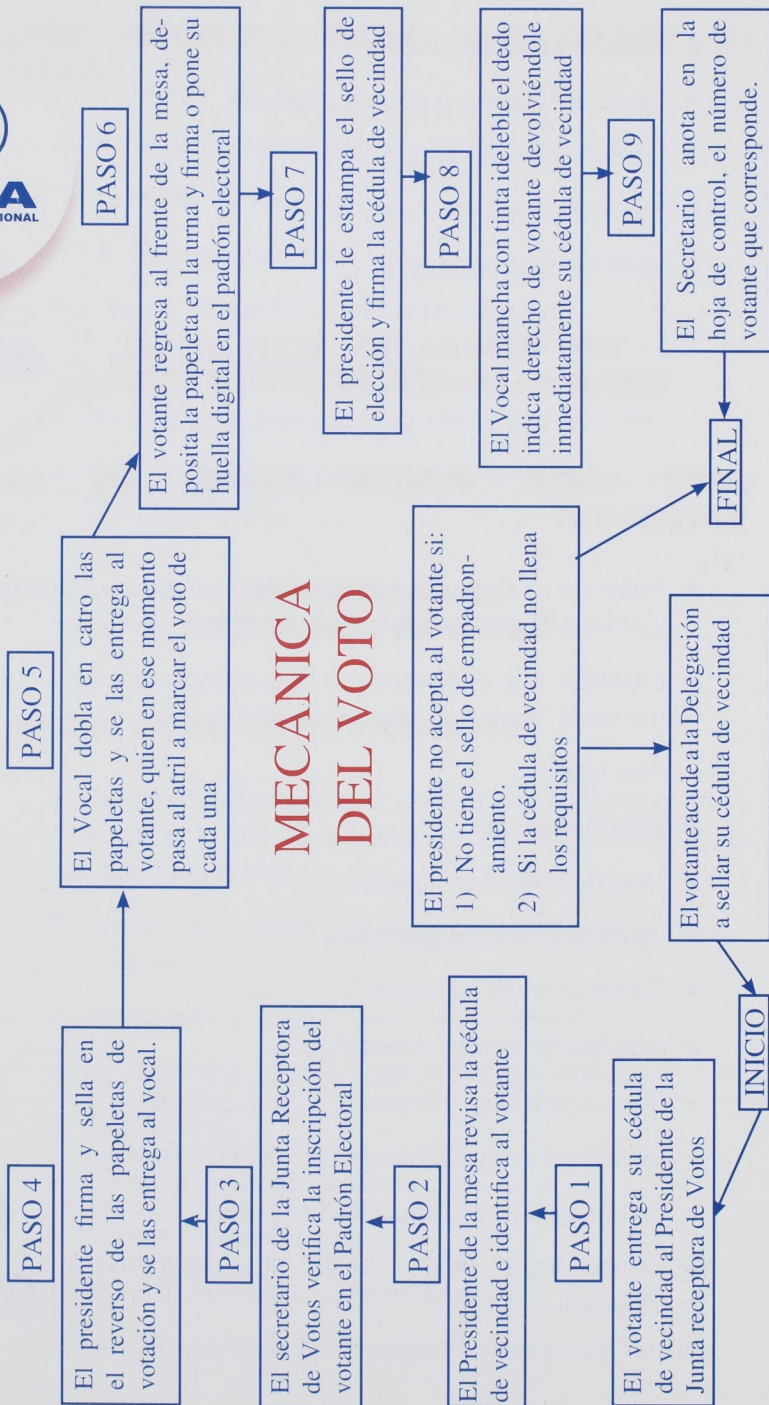 A
IONAL
MECANICA
DEL VOTO
INICIO
PASO 1
El votante entrega su cédula
de vecindad al Presidente de la
Junta receptora de Votos
PASO 2
El Presidente de la mesa revisa la cédula
de vecindad e identifica al votante
PASO 3
El secretario de la Junta Receptora
de Votos verifica la inscripción del
votante en el Padrón Electoral
PASO 4
El presidente firma y sella en
el reverso de las papeletas de
votación y se las entrega al vocal.
PASO 5
El Vocal dobla en catro las
papeletas y se las entrega al
votante, quien en ese momento
pasa al atril a marcar el voto de
cada una
PASO 6
El votante regresa al frente de la mesa, de-
posita la papeleta en la urna y firma o pone su
huella digital en el padrón electoral
PASO 7
El presidente le estampa el sello de
elección y firma la cédula de vecindad
PASO 8
El Vocal mancha con tinta ideleble el dedo
indica derecho de votante devolviéndole
inmediatamente su cédula de vecindad
PASO 9
El Secretario anota en la
hoja de control, el número de
votante que corresponde.
FINAL
El presidente no acepta al votante si:
1) No tiene el sello de empadron-
amiento.
2) Si la cédula de vecindad no llena
los requisitos
El votante acude a la Delegación
a sellar su cédula de vecindad